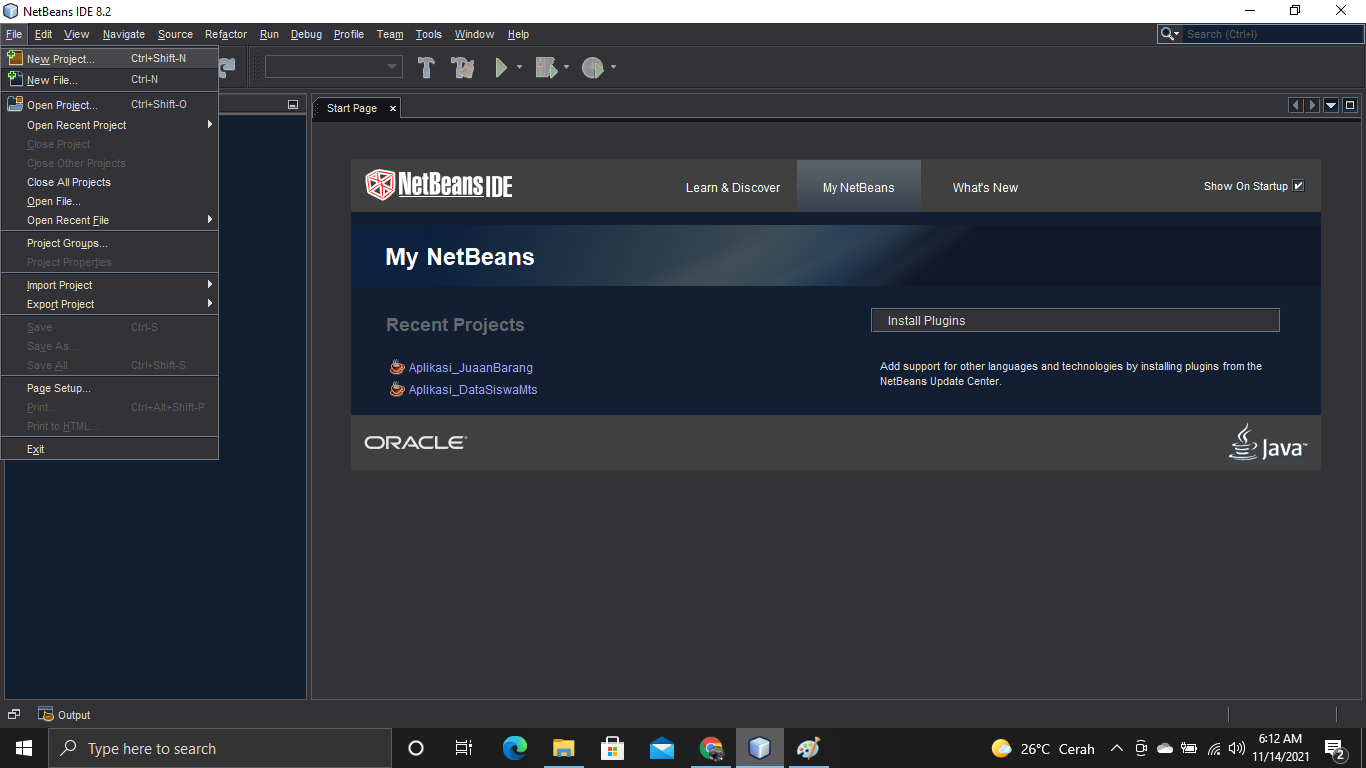 NetBeans IDE 8.2
File Edit View Navigate Source Refactor Run Debug Profile Team Tools Window Help
Search (Ctrl+I)
New Project... Ctrl+Shift-N
New File... Ctrl-N
Open Project... Ctrl+Shift-O
Open Recent Project
Close Project
Close Other Projects
Close All Projects
Open File...
Open Recent File
Project Groups...
Project Properties
Import Project
Export Project
Save Ctrl-S
Save As...
Save All Ctrl+Shift-S
Page Setup...
Print... Ctrl+Alt+Shift-P
Print to HTML...
Exit
Start Page
NetBeans IDE
Learn & Discover My NetBeans What's New
Show On Startup
My NetBeans
Recent Projects
Aplikasi_JuaanBarang
Aplikasi_DataSiswaMts
Install Plugins
Add support for other languages and technologies by installing plugins from the
NetBeans Update Center.
ORACLE
Java
Output
Type here to search
26°C Cerah
6:12 AM
11/14/2021
2